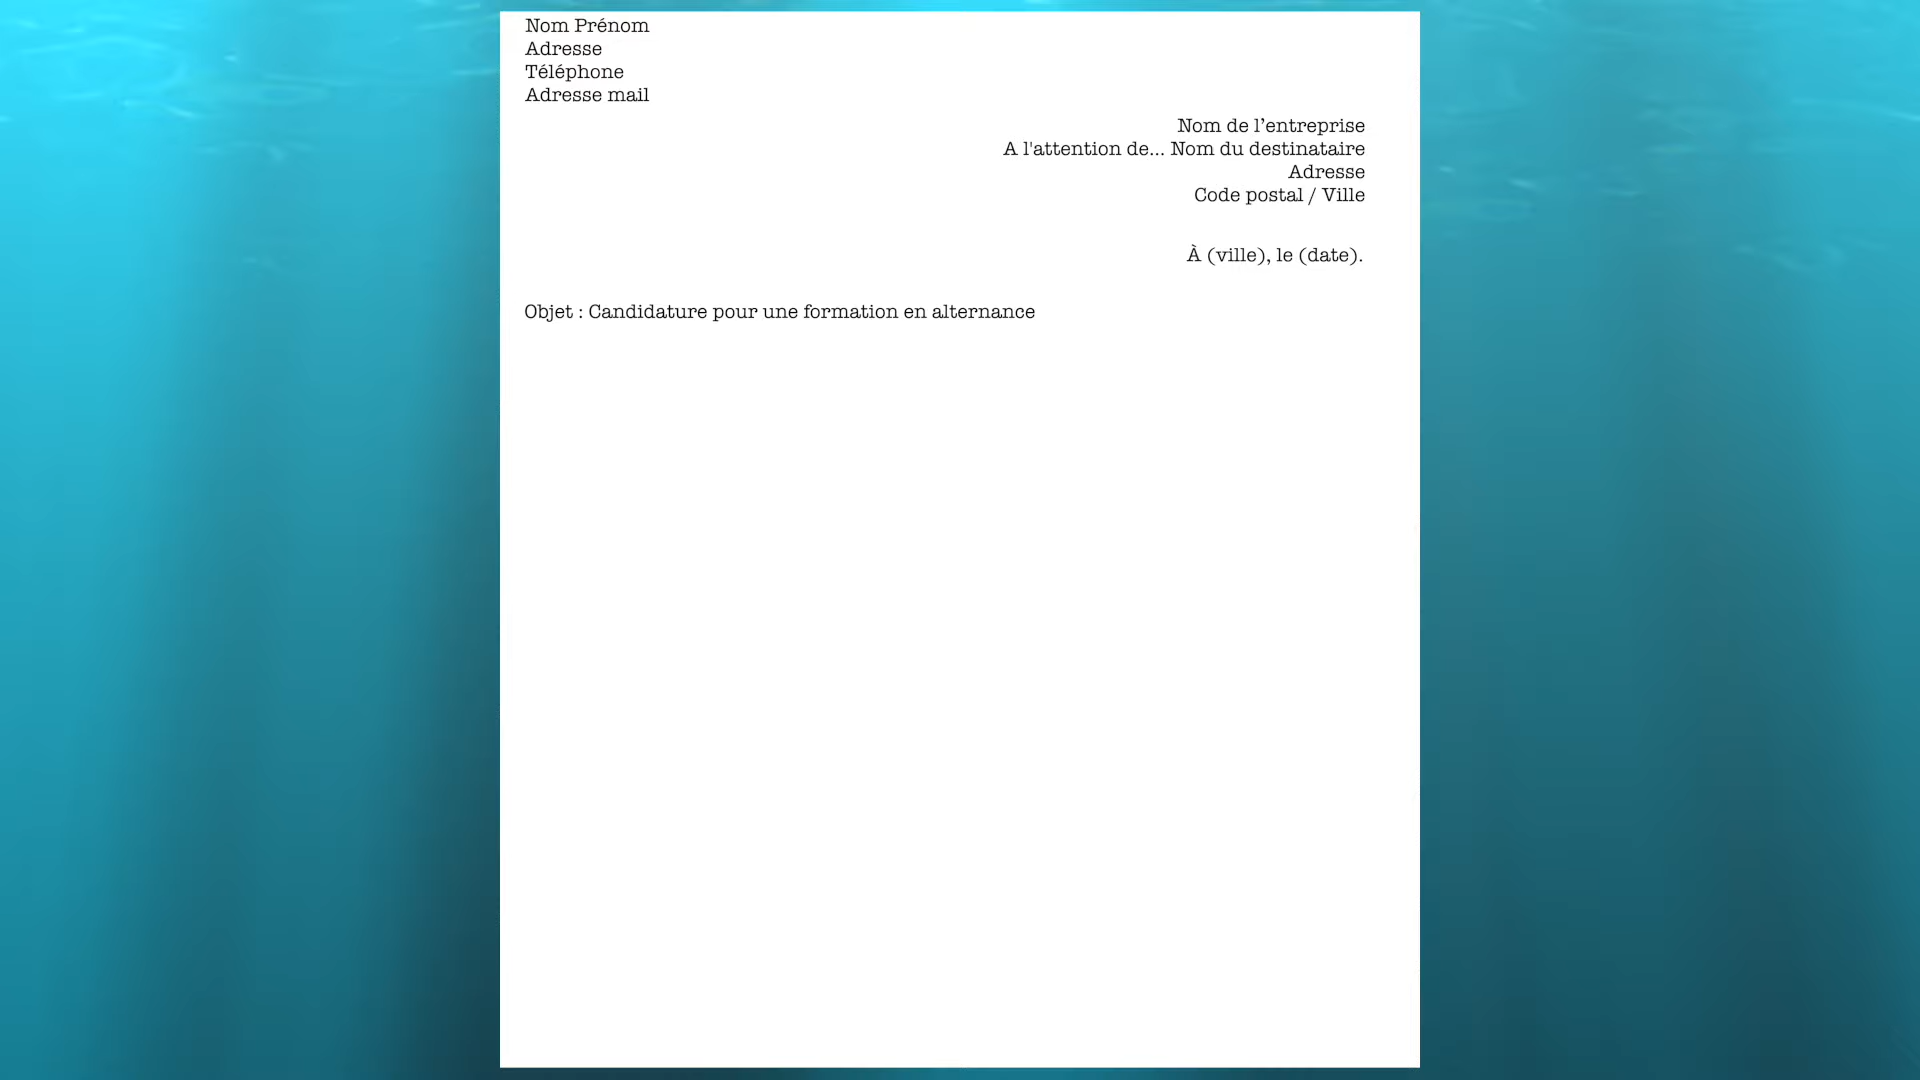 Nom Prénom
Adresse
Téléphone
Adresse mail
Nom de l’entreprise
A l'attention de... Nom du destinataire
Adresse
Code postal / Ville
À (ville), le (date).
Objet : Candidature pour une formation en alternance